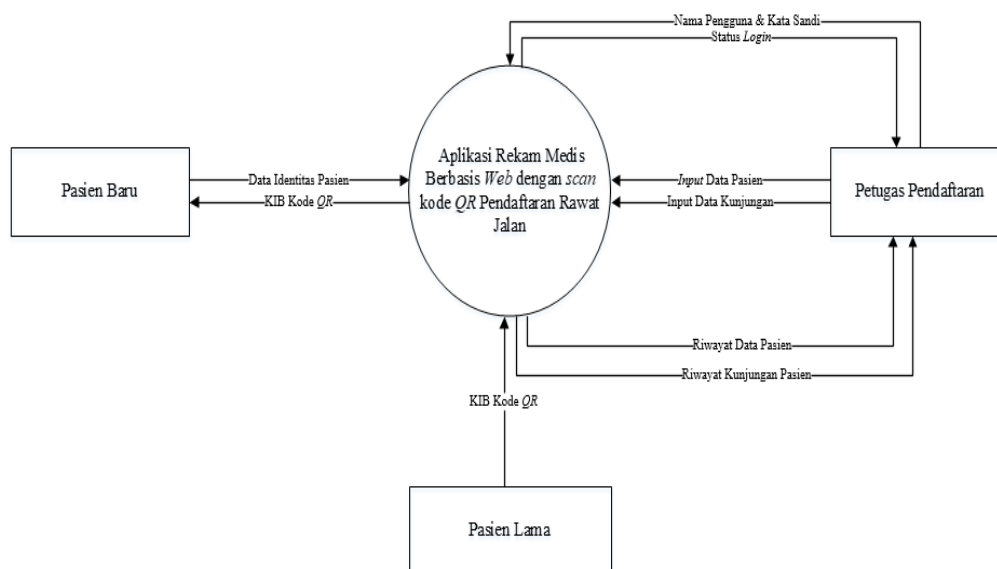 Nama Pengguna & Kata Sandi
Status Login
Aplikasi Rekam Medis
Berbasis Web dengan scan
kode QR Pendaftaran Rawat
Jalan
Pasien Baru
Data Identitas Pasien
KIB Kode QR
Input Data Pasien
Input Data Kunjungan
Petugas Pendaftaran
Riwayat Data Pasien
Riwayat Kunjungan Pasien
KIB Kode QR
Pasien Lama